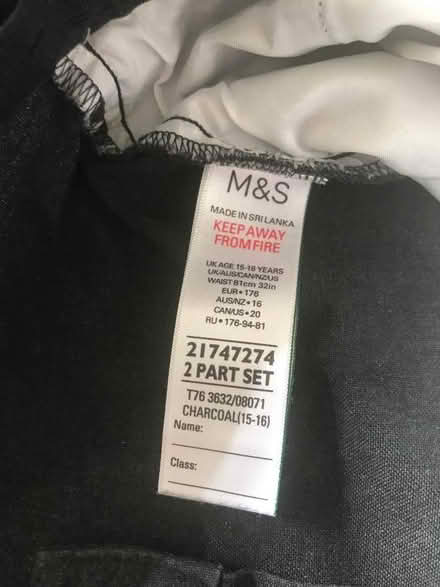 M&S
MADE IN SRI LANKA
KEEP AWAY
FROM FIRE
UK AGE 15-16 YEARS
UK/AUS/CAN/NZ/US
WAIST 81cm 32in
EUR•176
AUS/NZ•16
CAN/US•20
RU•176-94-81
21747274
2 PART SET
T76 3632/08071
CHARCOAL(15-16)
Name:
Class: